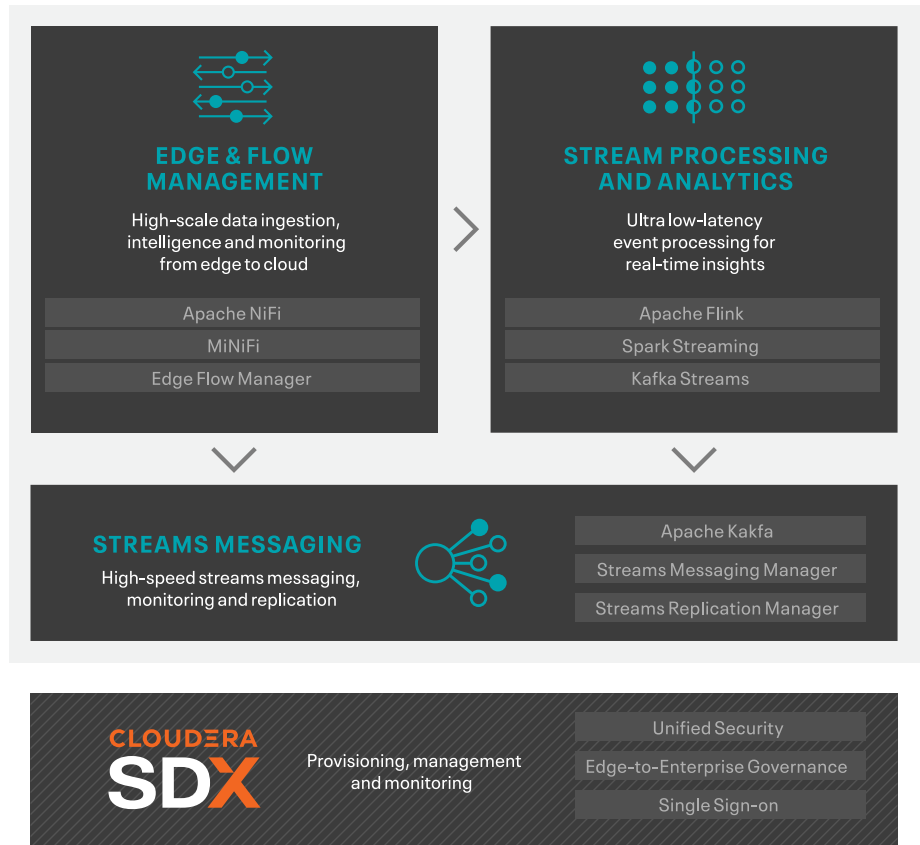 EDGE & FLOW
MANAGEMENT
High-scale data ingestion,
intelligence and monitoring
from edge to cloud
Apache NiFi
MiNiFi
Edge Flow Manager
STREAM PROCESSING
AND ANALYTICS
Ultra low-latency
event processing for
real-time insights
Apache Flink
Spark Streaming
Kafka Streams
STREAMS MESSAGING
High-speed streams messaging,
monitoring and replication
Apache Kakfa
Streams Messaging Manager
Streams Replication Manager
CLOUDERA
SDX
Provisioning, management
and monitoring
Unified Security
Edge-to-Enterprise Governance
Single Sign-on